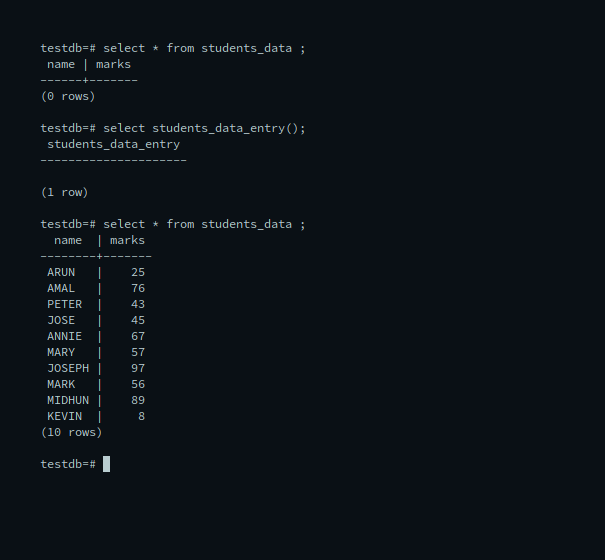 testdb=# select * from students_data ;
 name | marks
------+-------
(0 rows)

testdb=# select students_data_entry();
 students_data_entry
---------------------

(1 row)

testdb=# select * from students_data ;
  name  | marks
--------+-------
 ARUN   |    25
 AMAL   |    76
 PETER  |    43
 JOSE   |    45
 ANNIE  |    67
 MARY   |    57
 JOSEPH |    97
 MARK   |    56
 MIDHUN |    89
 KEVIN  |     8
(10 rows)

testdb=#